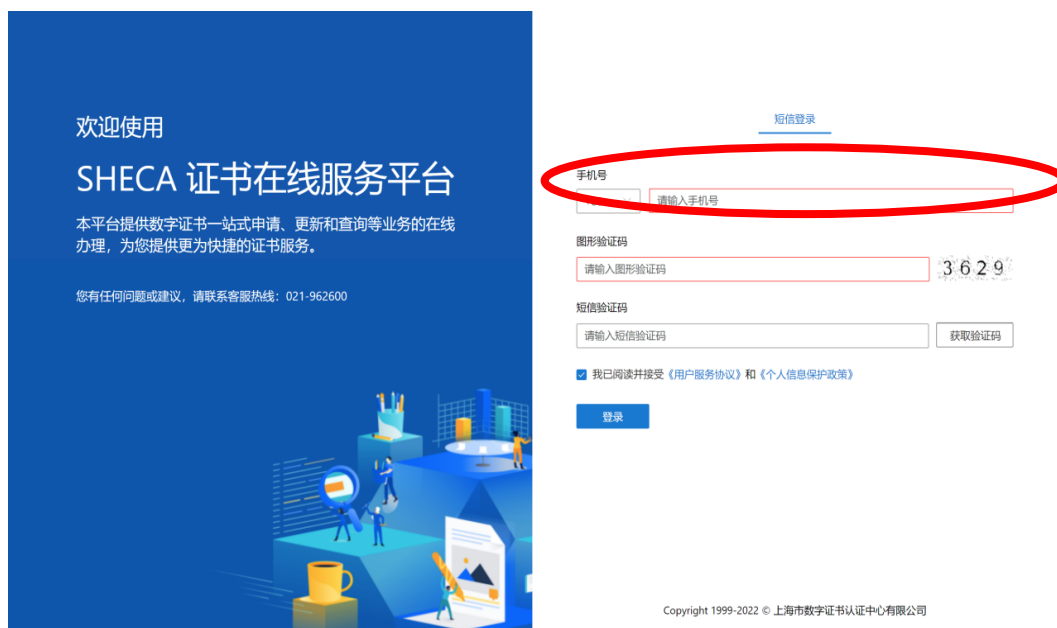 欢迎使用
SHECA 证书在线服务平台
本平台提供数字证书一站式申请、更新和查询等业务的在线
办理，为您提供更为快捷的证书服务。
您有任何问题或建议，请联系客服热线：021-962600
短信登录
手机号
请输入手机号
图形验证码
请输入图形验证码
3629
短信验证码
请输入短信验证码
获取验证码
我已阅读并接受《用户服务协议》和《个人信息保护政策》
登录
Copyright 1999-2022 © 上海市数字证书认证中心有限公司